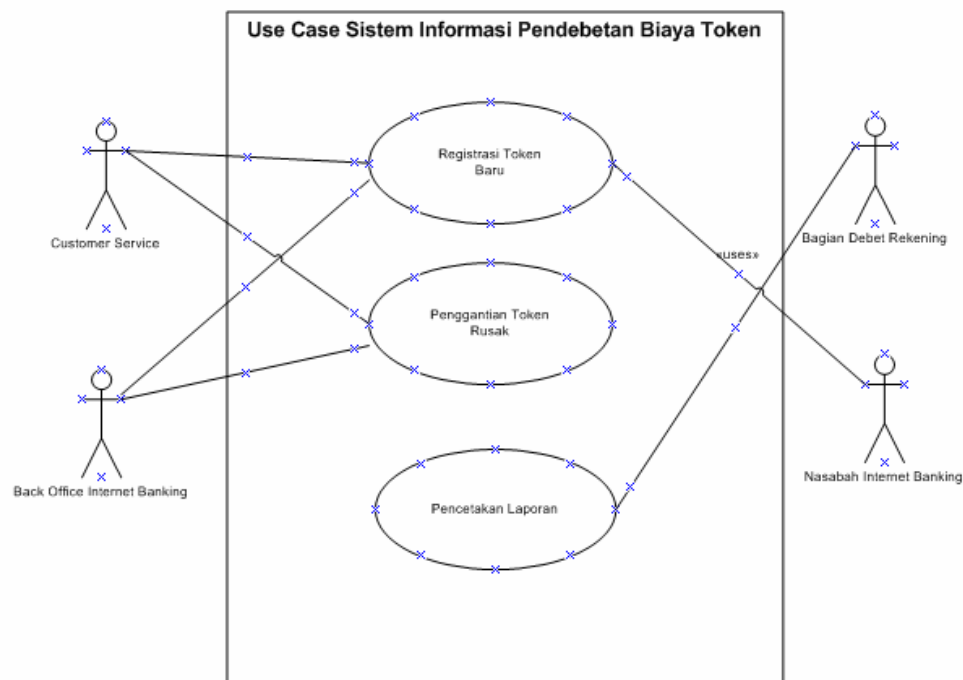 Use Case Sistem Informasi Pendebetan Biaya Token
Registrasi Token
Baru
Customer Service
Bagian Debet Rekening
«uses»
Penggantian Token
Rusak
Back Office Internet Banking
Nasabah Internet Banking
Pencetakan Laporan